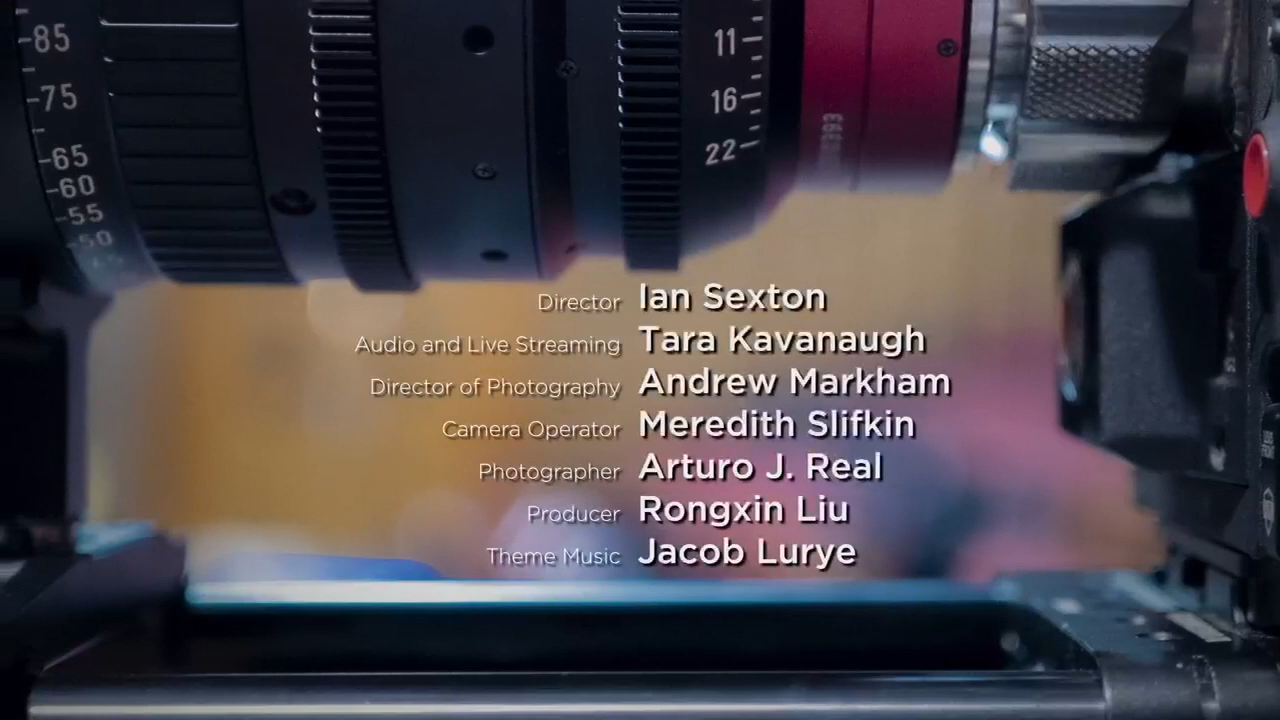 85
75
65
60
55
50
11
16
22
Director Ian Sexton
Audio and Live Streaming Tara Kavanaugh
Director of Photography Andrew Markham
Camera Operator Meredith Slifkin
Photographer Arturo J. Real
Producer Rongxin Liu
Theme Music Jacob Lurye